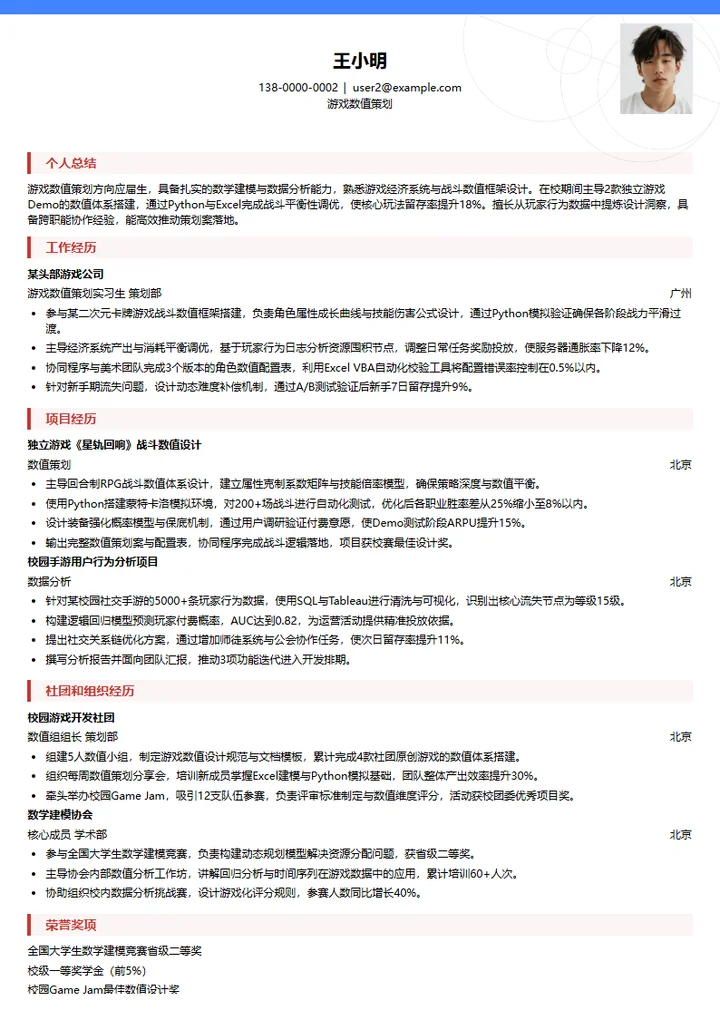 王小明
138-0000-0002 | user2@example.com
游戏数值策划
个人总结
游戏数值策划方向应届生，具备扎实的数学建模与数据分析能力，熟悉游戏经济系统与战斗数值框架设计。在校期间主导2款独立游戏
Demo的数值体系搭建，通过Python与Excel完成战斗平衡性调优，使核心玩法留存率提升18%。擅长从玩家行为数据中提炼设计洞察，具
备跨职能协作经验，能高效推动策划案落地。
工作经历
某头部游戏公司
游戏数值策划实习生 策划部 广州
• 参与某二次元卡牌游戏战斗数值框架搭建，负责角色属性成长曲线与技能伤害公式设计，通过Python模拟验证确保各阶段战力平滑过
渡。
• 主导经济系统产出与消耗平衡调优，基于玩家行为日志分析资源囤积节点，调整日常任务奖励投放，使服务器通胀率下降12%。
• 协同程序与美术团队完成3个版本的角色数值配置表，利用Excel VBA自动化校验工具将配置错误率控制在0.5%以内。
• 针对新手期流失问题，设计动态难度补偿机制，通过A/B测试验证后新手7日留存提升9%。
项目经历
独立游戏《星轨回响》战斗数值设计
数值策划 北京
• 主导回合制RPG战斗数值体系设计，建立属性克制系数矩阵与技能倍率模型，确保策略深度与数值平衡。
• 使用Python搭建蒙特卡洛模拟环境，对200+场战斗进行自动化测试，优化后各职业胜率差从25%缩小至8%以内。
• 设计装备强化概率模型与保底机制，通过用户调研验证付费意愿，使Demo测试阶段ARPU提升15%。
• 输出完整数值策划案与配置表，协同程序完成战斗逻辑落地，项目获校赛最佳设计奖。
校园手游用户行为分析项目
数据分析 北京
• 针对某校园社交手游的5000+条玩家行为数据，使用SQL与Tableau进行清洗与可视化，识别出核心流失节点为等级15级。
• 构建逻辑回归模型预测玩家付费概率，AUC达到0.82，为运营活动提供精准投放依据。
• 提出社交关系链优化方案，通过增加师徒系统与公会协作任务，使次日留存率提升11%。
• 撰写分析报告并面向团队汇报，推动3项功能迭代进入开发排期。
社团和组织经历
校园游戏开发社团
数值组组长 策划部 北京
• 组建5人数值小组，制定游戏数值设计规范与文档模板，累计完成4款社团原创游戏的数值体系搭建。
• 组织每周数值策划分享会，培训新成员掌握Excel建模与Python模拟基础，团队整体产出效率提升30%。
• 牵头举办校园Game Jam，吸引12支队伍参赛，负责评审标准制定与数值维度评分，活动获校团委优秀项目奖。
数学建模协会
核心成员 学术部 北京
• 参与全国大学生数学建模竞赛，负责构建动态规划模型解决资源分配问题，获省级二等奖。
• 主导协会内部数值分析工作坊，讲解回归分析与时间序列在游戏数据中的应用，累计培训60+人次。
• 协助组织校内数据分析挑战赛，设计游戏化评分规则，参赛人数同比增长40%。
荣誉奖项
全国大学生数学建模竞赛省级二等奖
校级一等奖学金（前5%）
校园Game Jam最佳数值设计奖